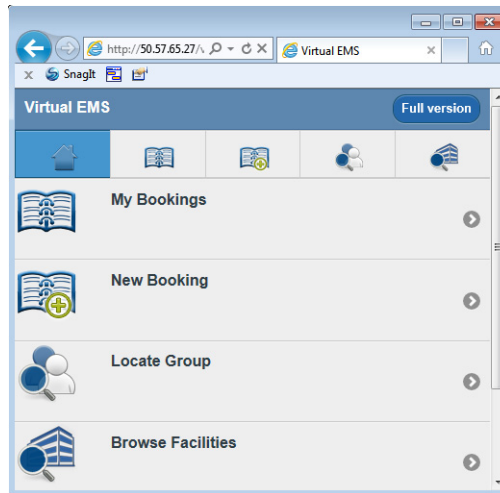 http://50.57.65.27/
Virtual EMS
SnagIt
Virtual EMS
Full version
My Bookings
New Booking
Locate Group
Browse Facilities